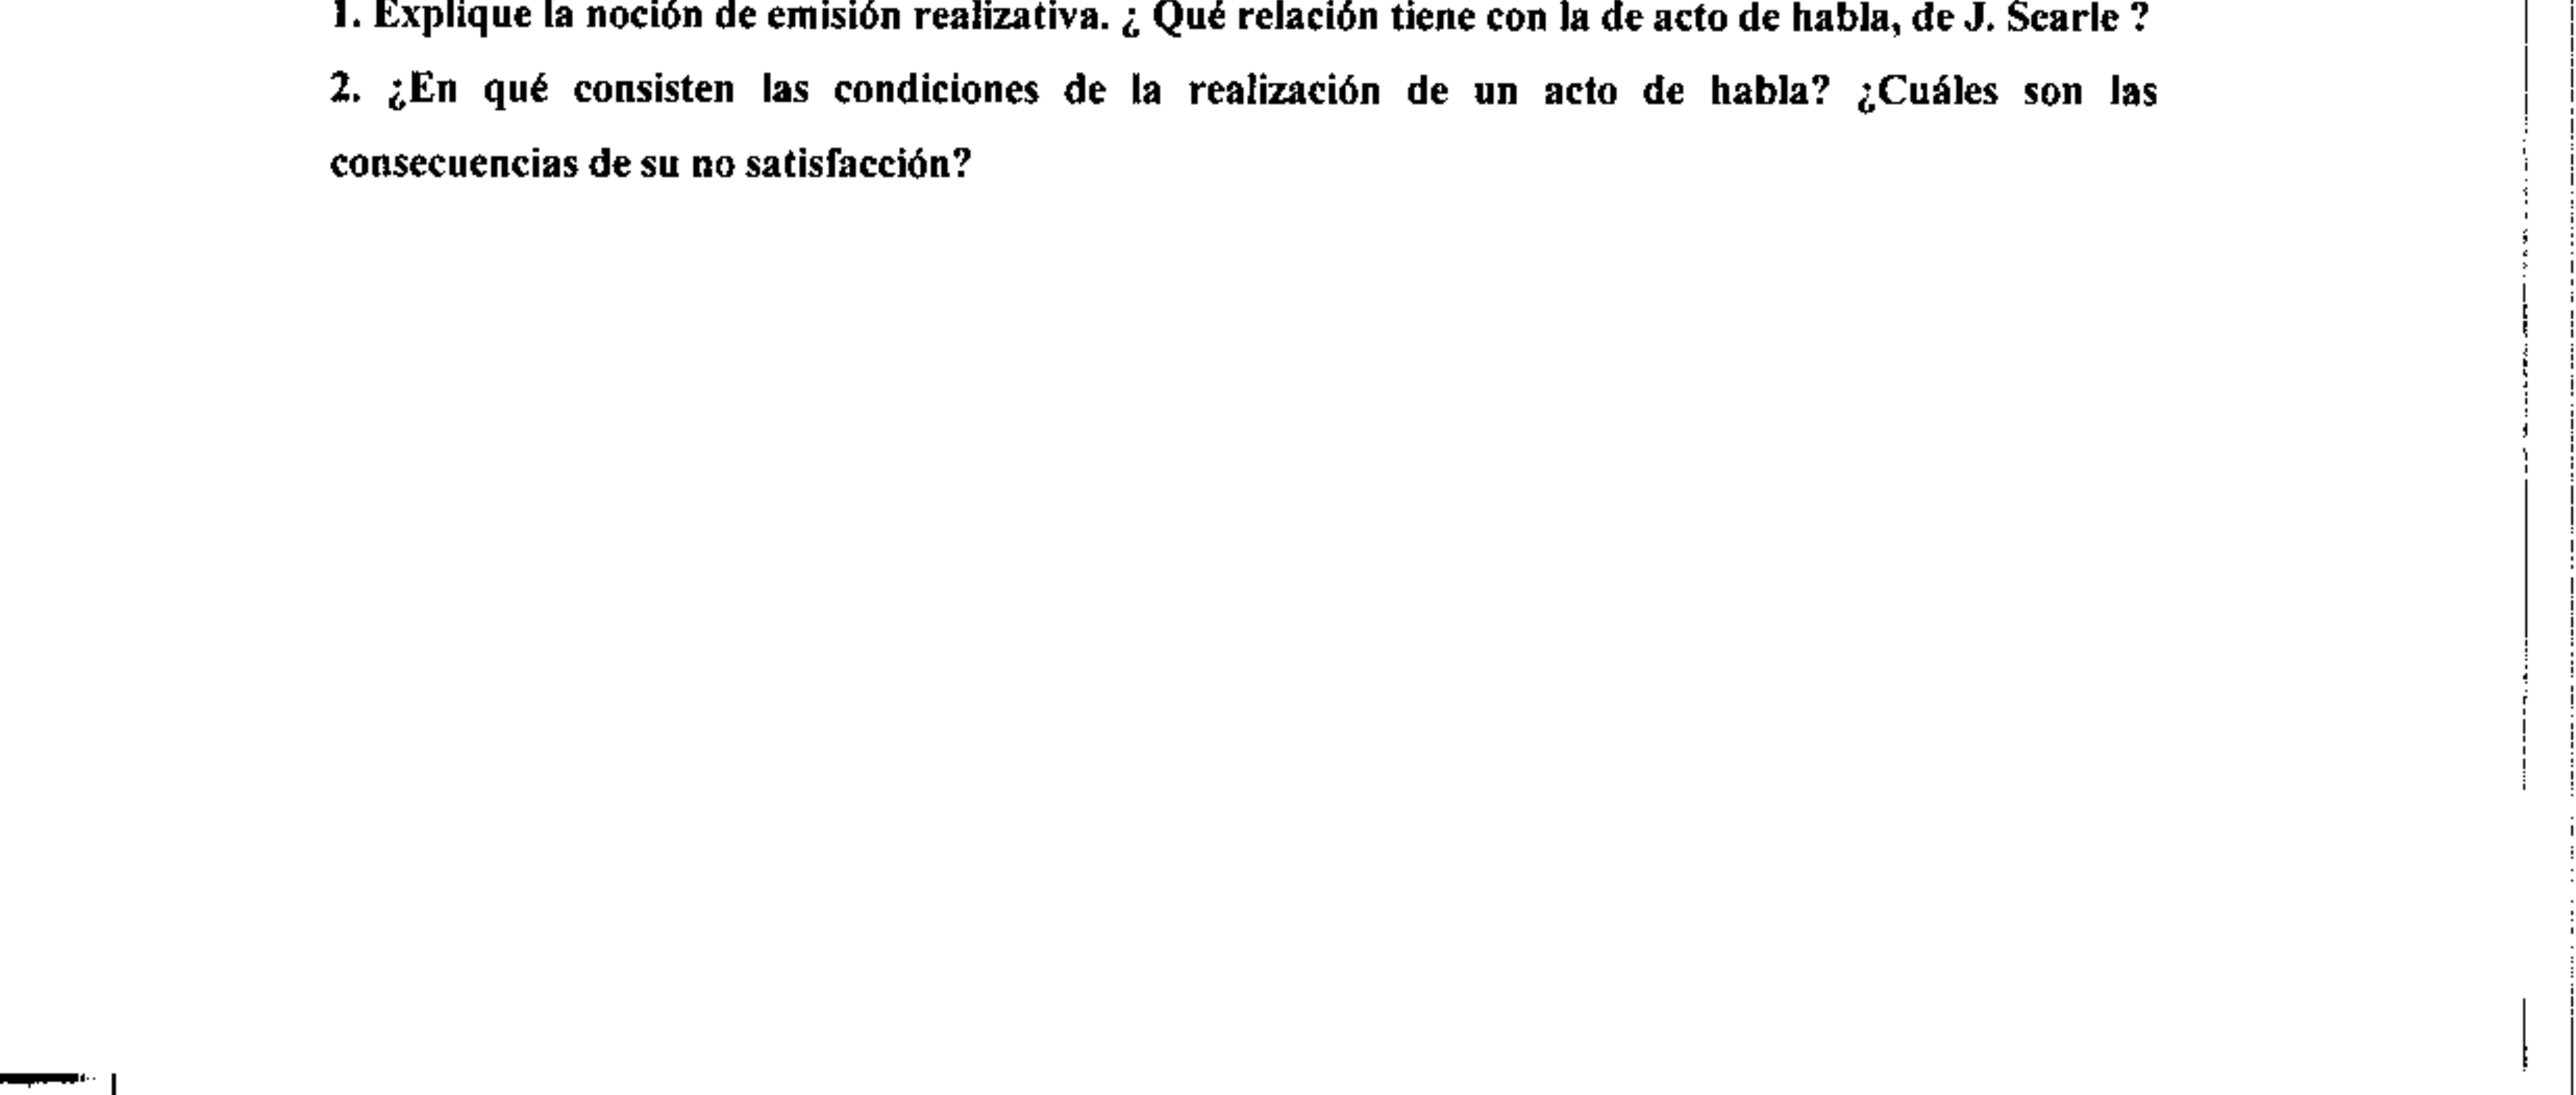 1. Explique la noción de emisión realizativa. ¿ Qué relación tiene con la de acto de habla, de J. Searle ?
2. ¿En qué consisten las condiciones de la realización de un acto de habla? ¿Cuáles son las
consecuencias de su no satisfacción?